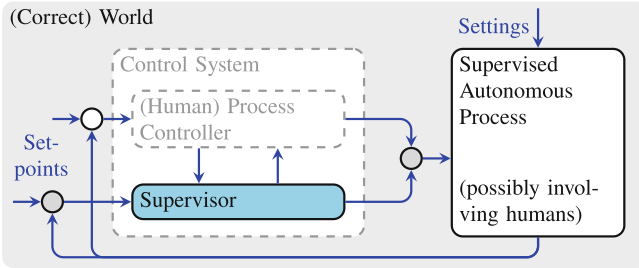 (Correct) World
Settings
Control System
Supervised
Autonomous
Process
(Human) Process
Controller
Set-
points
(possibly invol-
ving humans)
Supervisor